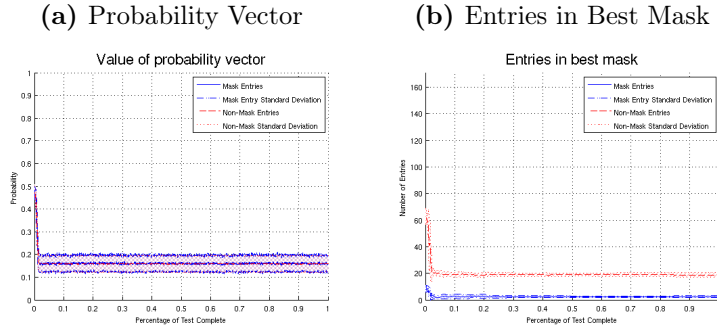 (a) Probability Vector
(b) Entries in Best Mask
Value of probability vector
1
0.9
0.8
0.7
0.6
0.5
0.4
0.3
0.2
0.1
0
Probability
Mask Entries
Mask Entry Standard Deviation
Non-Mask Entries
Non-Mask Standard Deviation
0 0.1 0.2 0.3 0.4 0.5 0.6 0.7 0.8 0.9 1
Percentage of Test Complete
Entries in best mask
160
140
120
100
80
60
40
20
0
Number of Entries
Mask Entries
Mask Entry Standard Deviation
Non-Mask Entries
Non-Mask Standard Deviation
0 0.1 0.2 0.3 0.4 0.5 0.6 0.7 0.8 0.9
Percentage of Test Complete